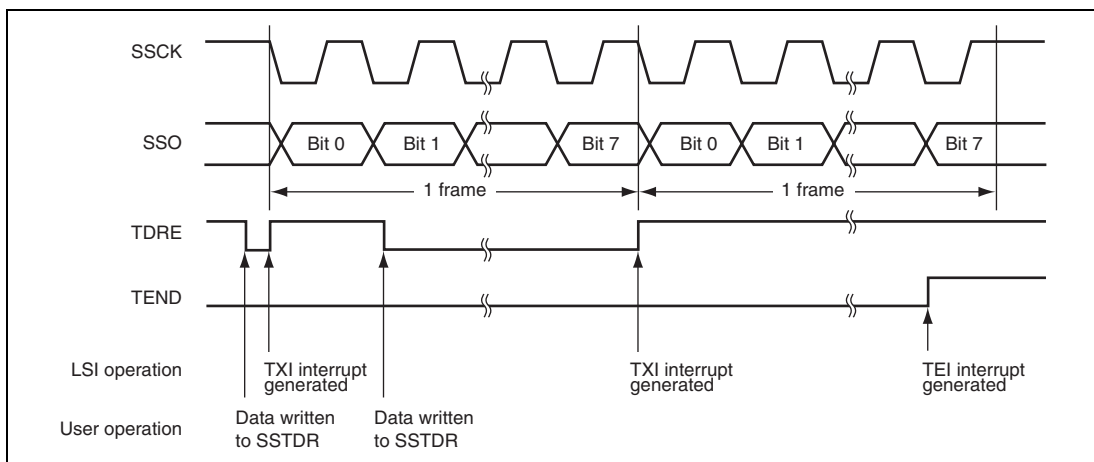 SSCK
SSO
Bit 0
Bit 1
Bit 7
Bit 0
Bit 1
Bit 7
1 frame
1 frame
TDRE
TEND
LSI operation
TXI interrupt
generated
TXI interrupt
generated
TEI interrupt
generated
User operation
Data written
to SSTDR
Data written
to SSTDR